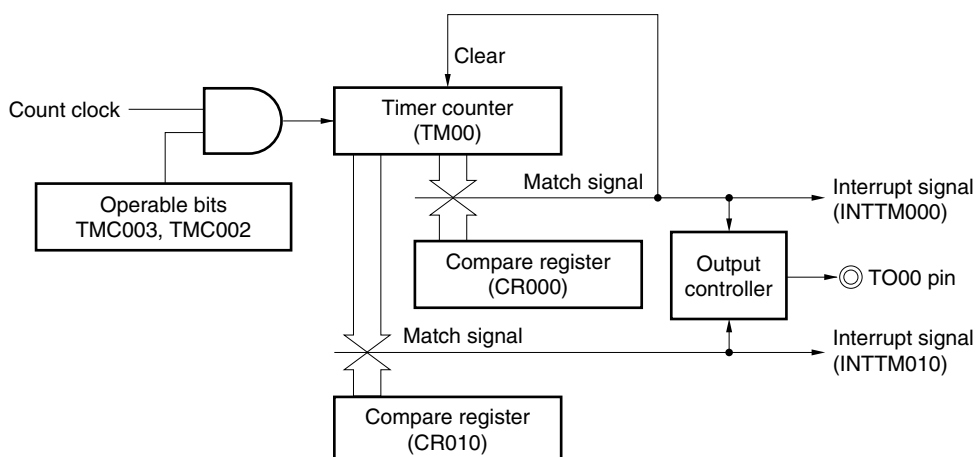 Clear
Count clock
Timer counter
(TM00)
Match signal
Interrupt signal
(INTTM000)
Operable bits
TMC003, TMC002
Compare register
(CR000)
Output
controller
TO00 pin
Match signal
Interrupt signal
(INTTM010)
Compare register
(CR010)